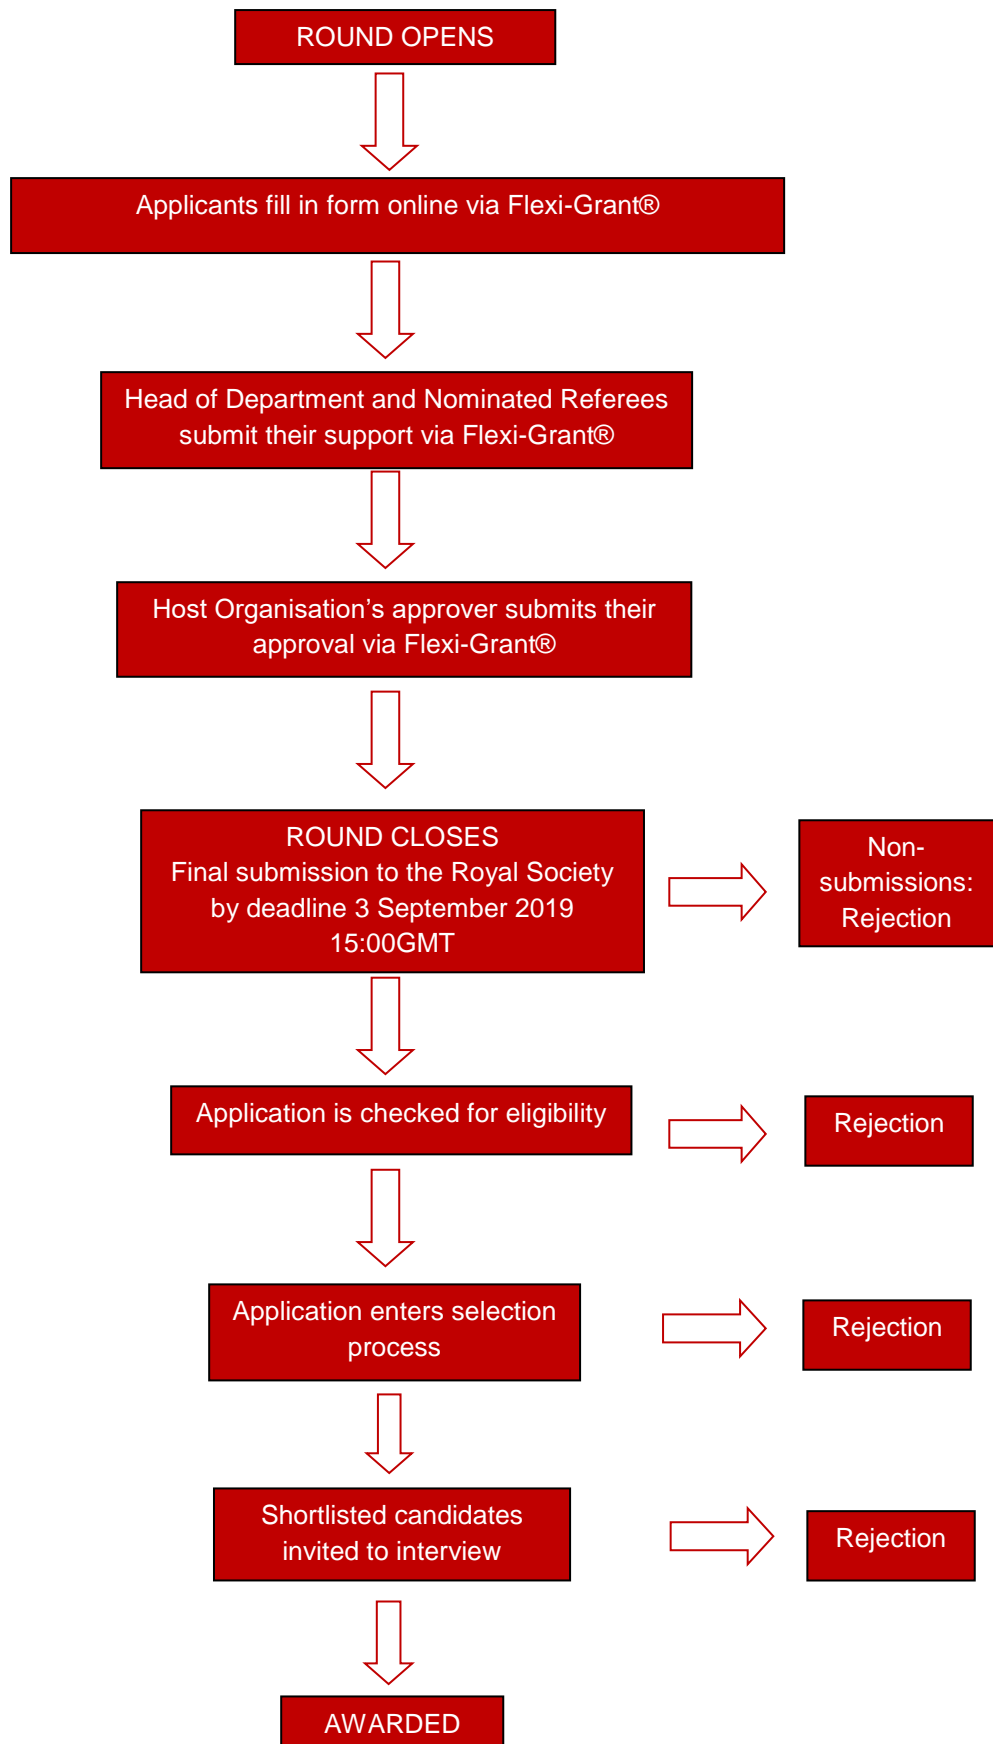 ROUND OPENS
Applicants fill in form online via Flexi-Grant®
Head of Department and Nominated Referees
submit their support via Flexi-Grant®
Host Organisation’s approver submits their
approval via Flexi-Grant®
ROUND CLOSES
Final submission to the Royal Society
by deadline 3 September 2019
15:00GMT
Non-
submissions:
Rejection
Application is checked for eligibility
Rejection
Application enters selection
process
Rejection
Shortlisted candidates
invited to interview
Rejection
AWARDED